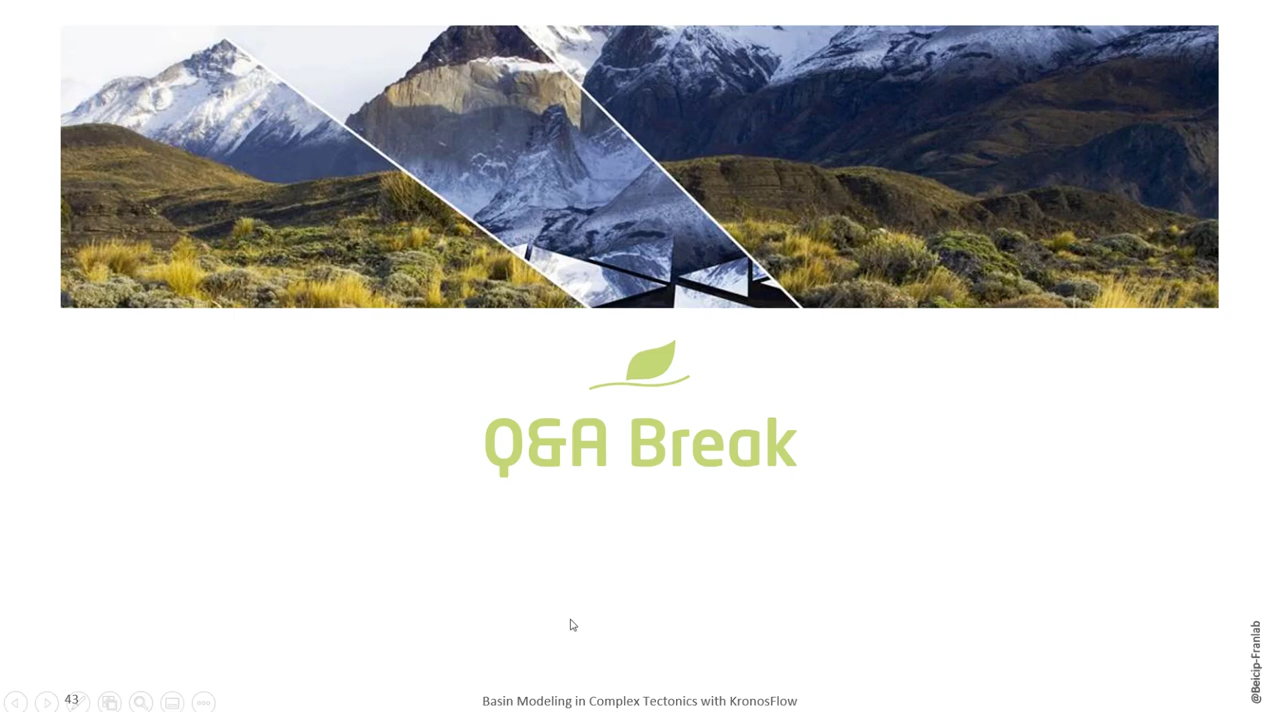 Q&A Break
43
Basin Modeling in Complex Tectonics with KronosFlow
@Beicip-Franlab